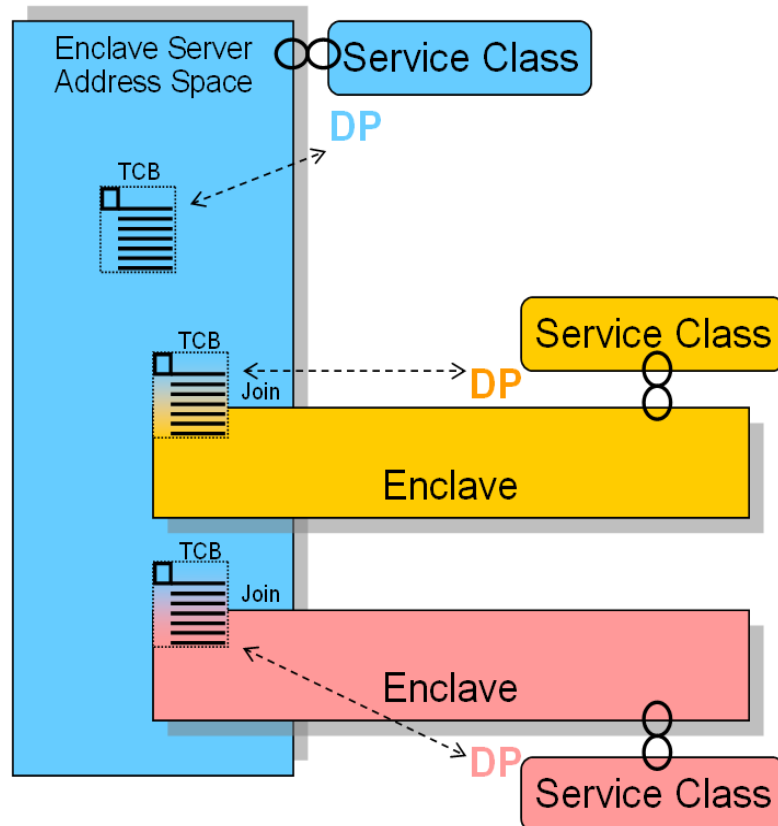 Enclave Server
Address Space
Service Class
DP
TCB
Service Class
TCB
DP
Join
Enclave
TCB
Join
Enclave
DP
Service Class